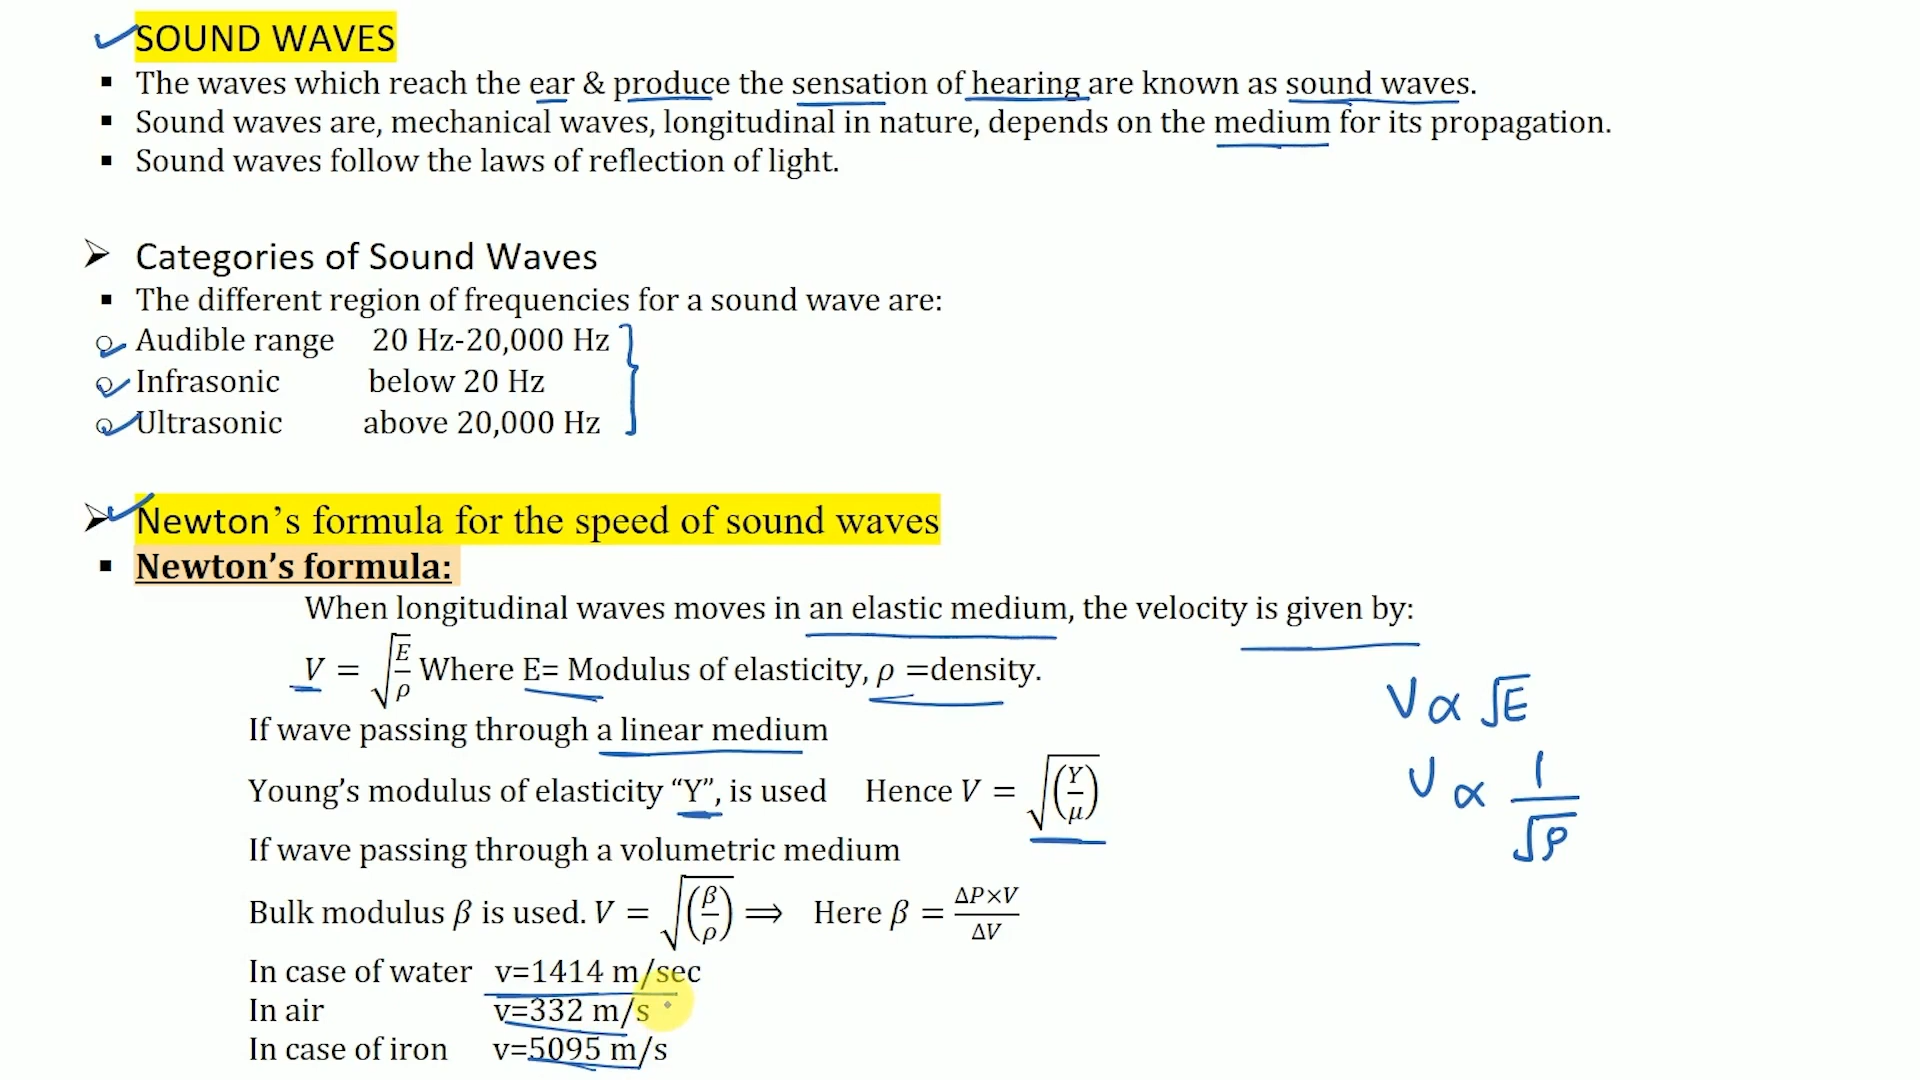 SOUND WAVES
▪ The waves which reach the ear & produce the sensation of hearing are known as sound waves.
▪ Sound waves are, mechanical waves, longitudinal in nature, depends on the medium for its propagation.
▪ Sound waves follow the laws of reflection of light.
➢ Categories of Sound Waves
▪ The different region of frequencies for a sound wave are:
○ Audible range 20 Hz-20,000 Hz
○ Infrasonic below 20 Hz
○ Ultrasonic above 20,000 Hz
➢ Newton's formula for the speed of sound waves
▪ Newton's formula:
When longitudinal waves moves in an elastic medium, the velocity is given by:
V = √(E/ρ) Where E= Modulus of elasticity, ρ =density.
V ∝ √E
If wave passing through a linear medium
Young's modulus of elasticity “Y”, is used Hence V = √(Y/μ)
V ∝ 1/√ρ
If wave passing through a volumetric medium
Bulk modulus β is used. V = √(β/ρ) ⟹ Here β = ΔP×V/ΔV
In case of water v=1414 m/sec
In air v=332 m/s
In case of iron v=5095 m/s